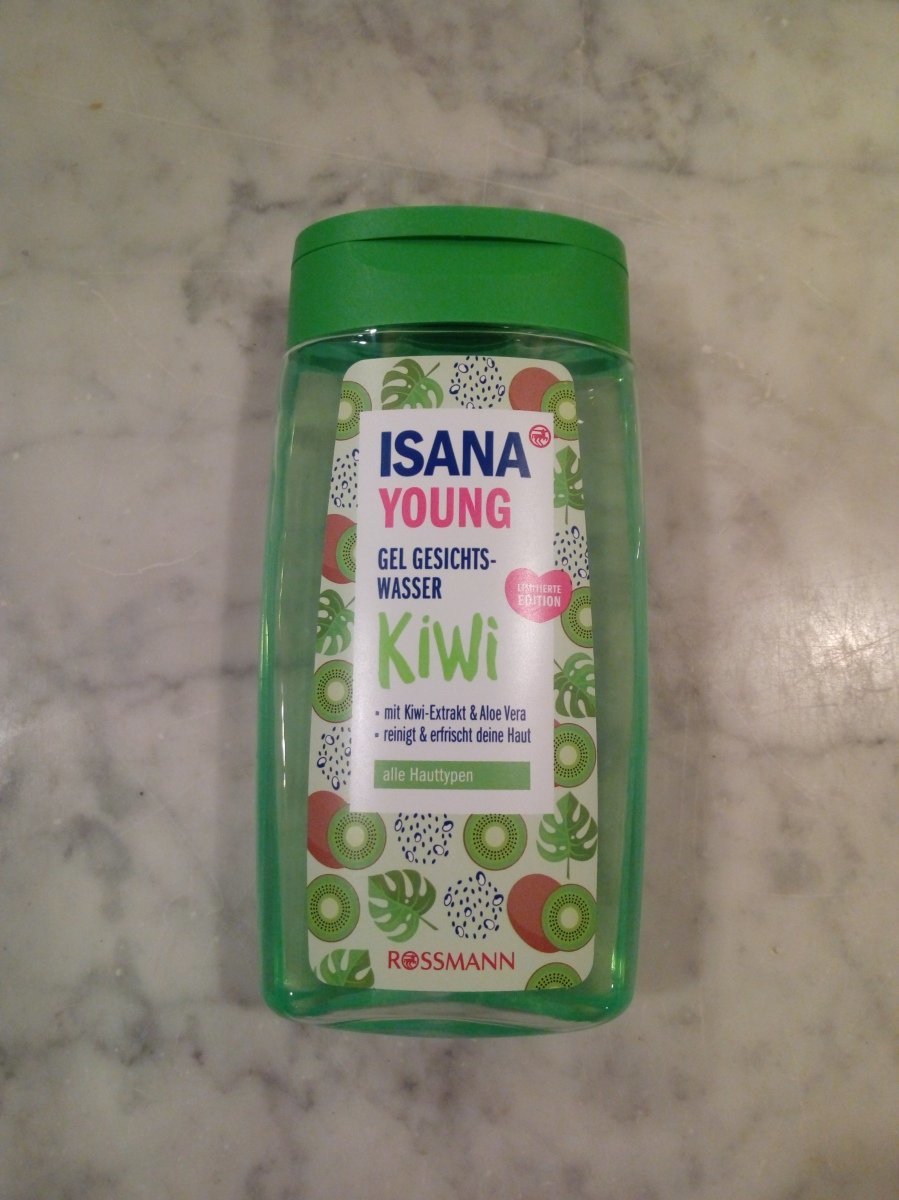 ISANA
YOUNG
GEL GESICHTS-
WASSER
LIMITIERTE
EDITION
Kiwi
• mit Kiwi-Extrakt & Aloe Vera
• reinigt & erfrischt deine Haut
alle Hauttypen
ROSSMANN